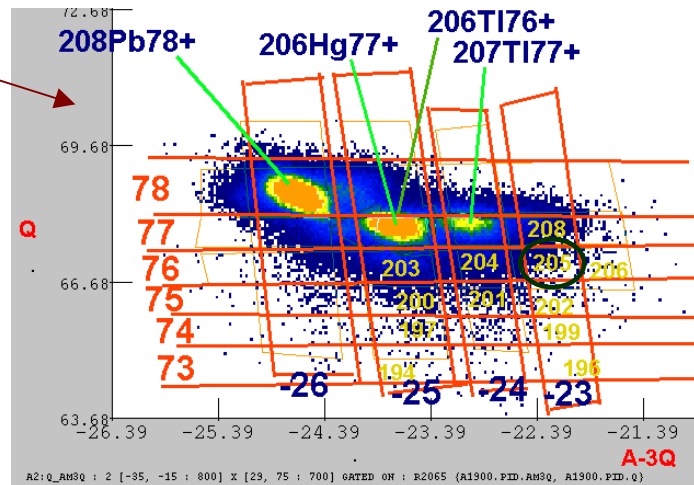 72.68
208Pb78+
206Hg77+
206Tl76+
207Tl77+
69.68
78
77
76
75
74
73
Q
208
203 204 205 206
200 201 202
197 199
194 196
66.68
-26 -25 -24 -23
63.68
-26.39 -25.39 -24.39 -23.39 -22.39 -21.39
A-3Q
A2:Q_AM3Q : 2 [-35, -15 : 800] X [29, 75 : 700] GATED ON : R2065 {A1900.PID.AM3Q, A1900.PID.Q}